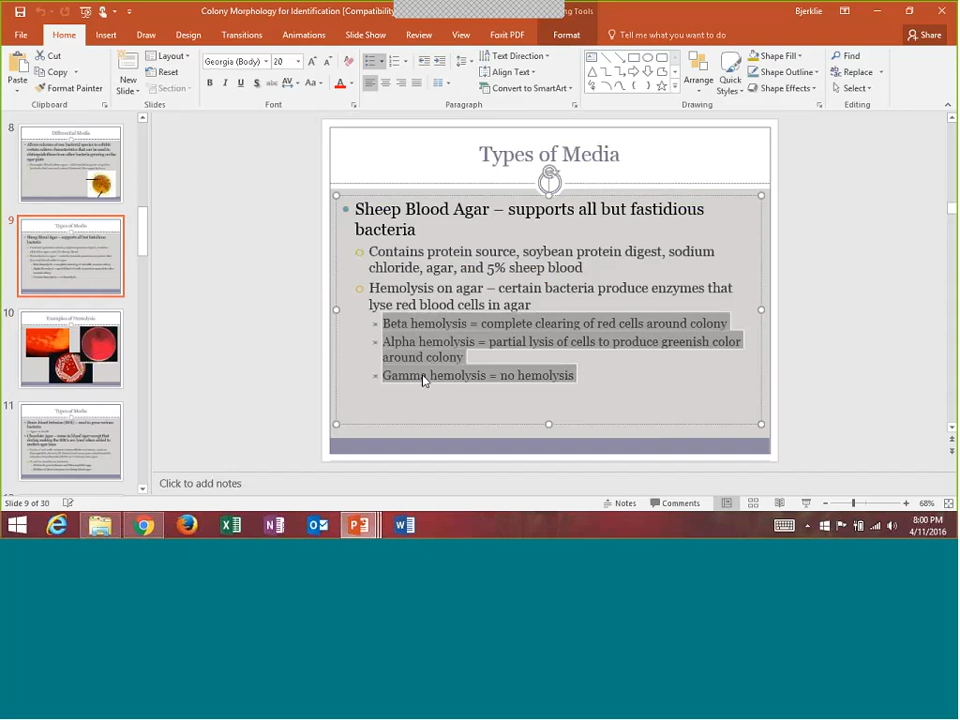 Colony Morphology for Identification [Compatibility
ing Tools
Bjerklie
File Home Insert Draw Design Transitions Animations Slide Show Review View Foxit PDF Format Tell me what you want to do Share
Cut
Copy
Format Painter
Paste
Clipboard
New
Slide
Layout
Reset
Section
Slides
Georgia (Body) 20
B I U S abc AV Aa A
Font
Text Direction
Align Text
Convert to SmartArt
Paragraph
Arrange
Quick
Styles
Shape Fill
Shape Outline
Shape Effects
Drawing
Find
Replace
Select
Editing
8
Differential Media
9
Types of Media
10
Examples of Hemolysis
11
Types of Media
Types of Media
Sheep Blood Agar – supports all but fastidious
bacteria
Contains protein source, soybean protein digest, sodium
chloride, agar, and 5% sheep blood
Hemolysis on agar – certain bacteria produce enzymes that
lyse red blood cells in agar
Beta hemolysis = complete clearing of red cells around colony
Alpha hemolysis = partial lysis of cells to produce greenish color
around colony
Gamma hemolysis = no hemolysis
Click to add notes
Slide 9 of 30
Notes Comments 68%
8:00 PM
4/11/2016